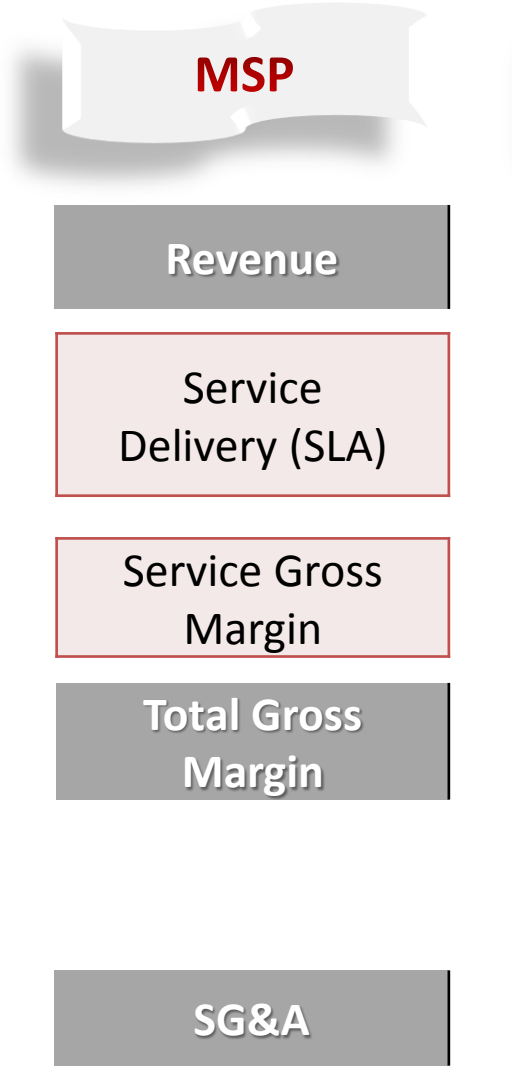 MSP
Revenue
Service
Delivery (SLA)
Service Gross
Margin
Total Gross
Margin
SG&A